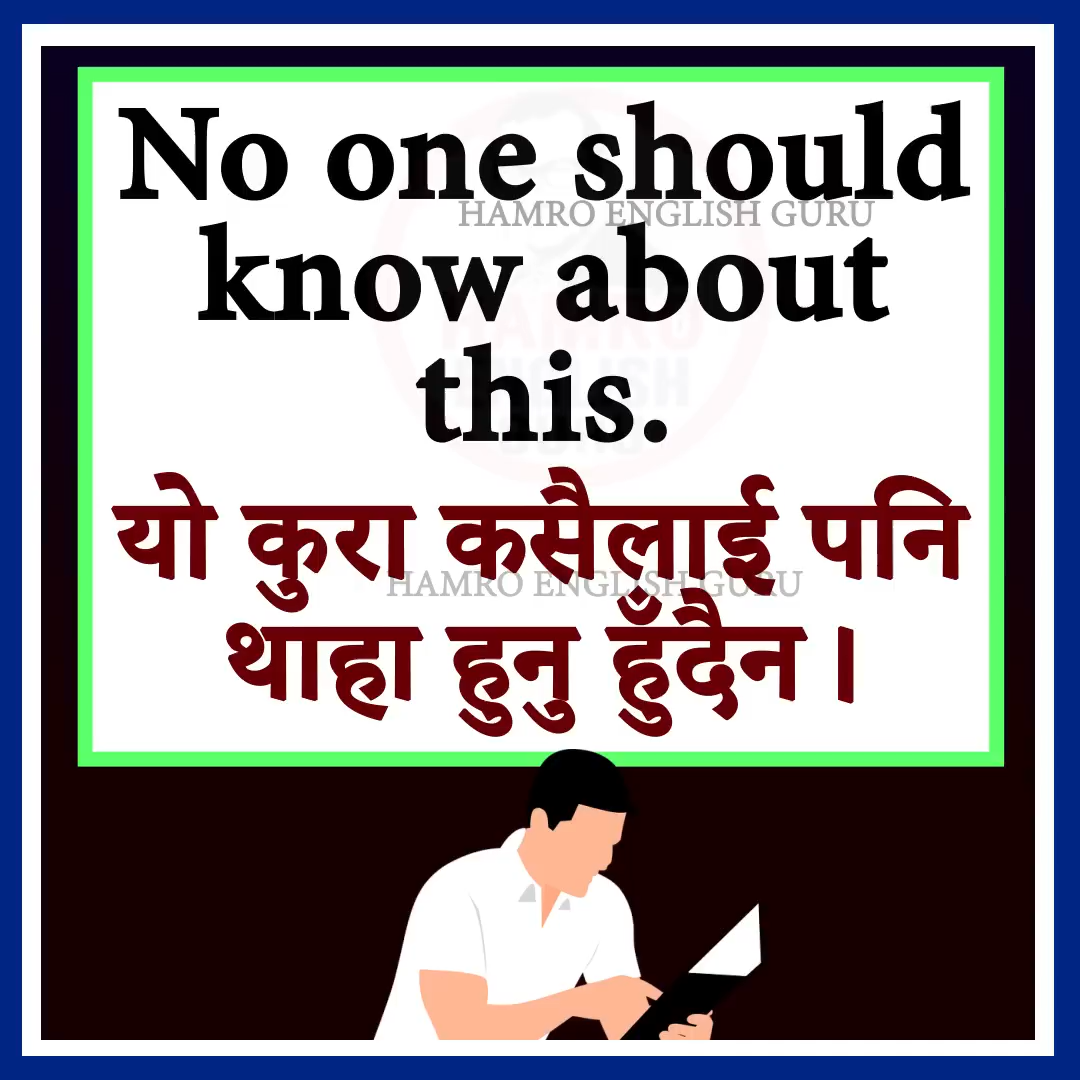 No one should
HAMRO ENGLISH GURU
know about
this.
यो कुरा कसैलाई पनि
HAMRO ENGLISH GURU
थाहा हुनु हुँदैन ।